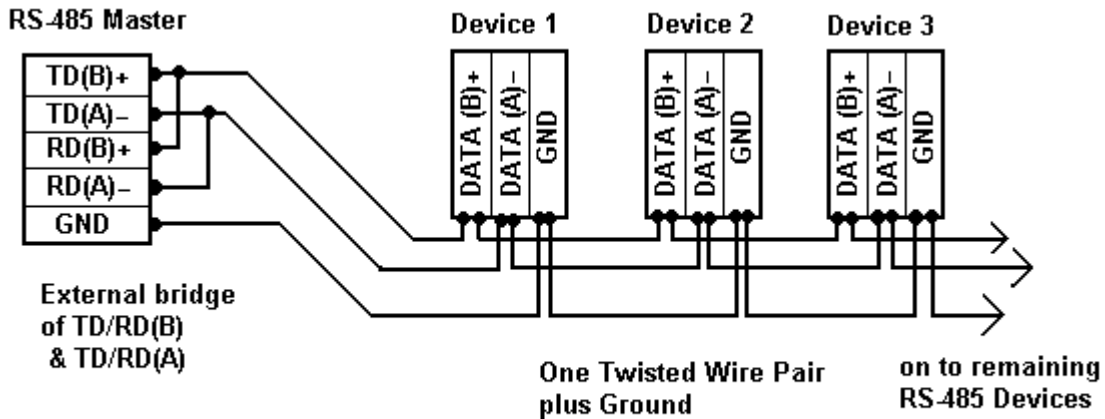 RS-485 Master
TD(B)+
TD(A)-
RD(B)+
RD(A)-
GND
External bridge
of TD/RD(B)
& TD/RD(A)
Device 1
DATA (B)+
DATA (A)-
GND
Device 2
DATA (B)+
DATA (A)-
GND
Device 3
DATA (B)+
DATA (A)-
GND
One Twisted Wire Pair
plus Ground
on to remaining
RS-485 Devices